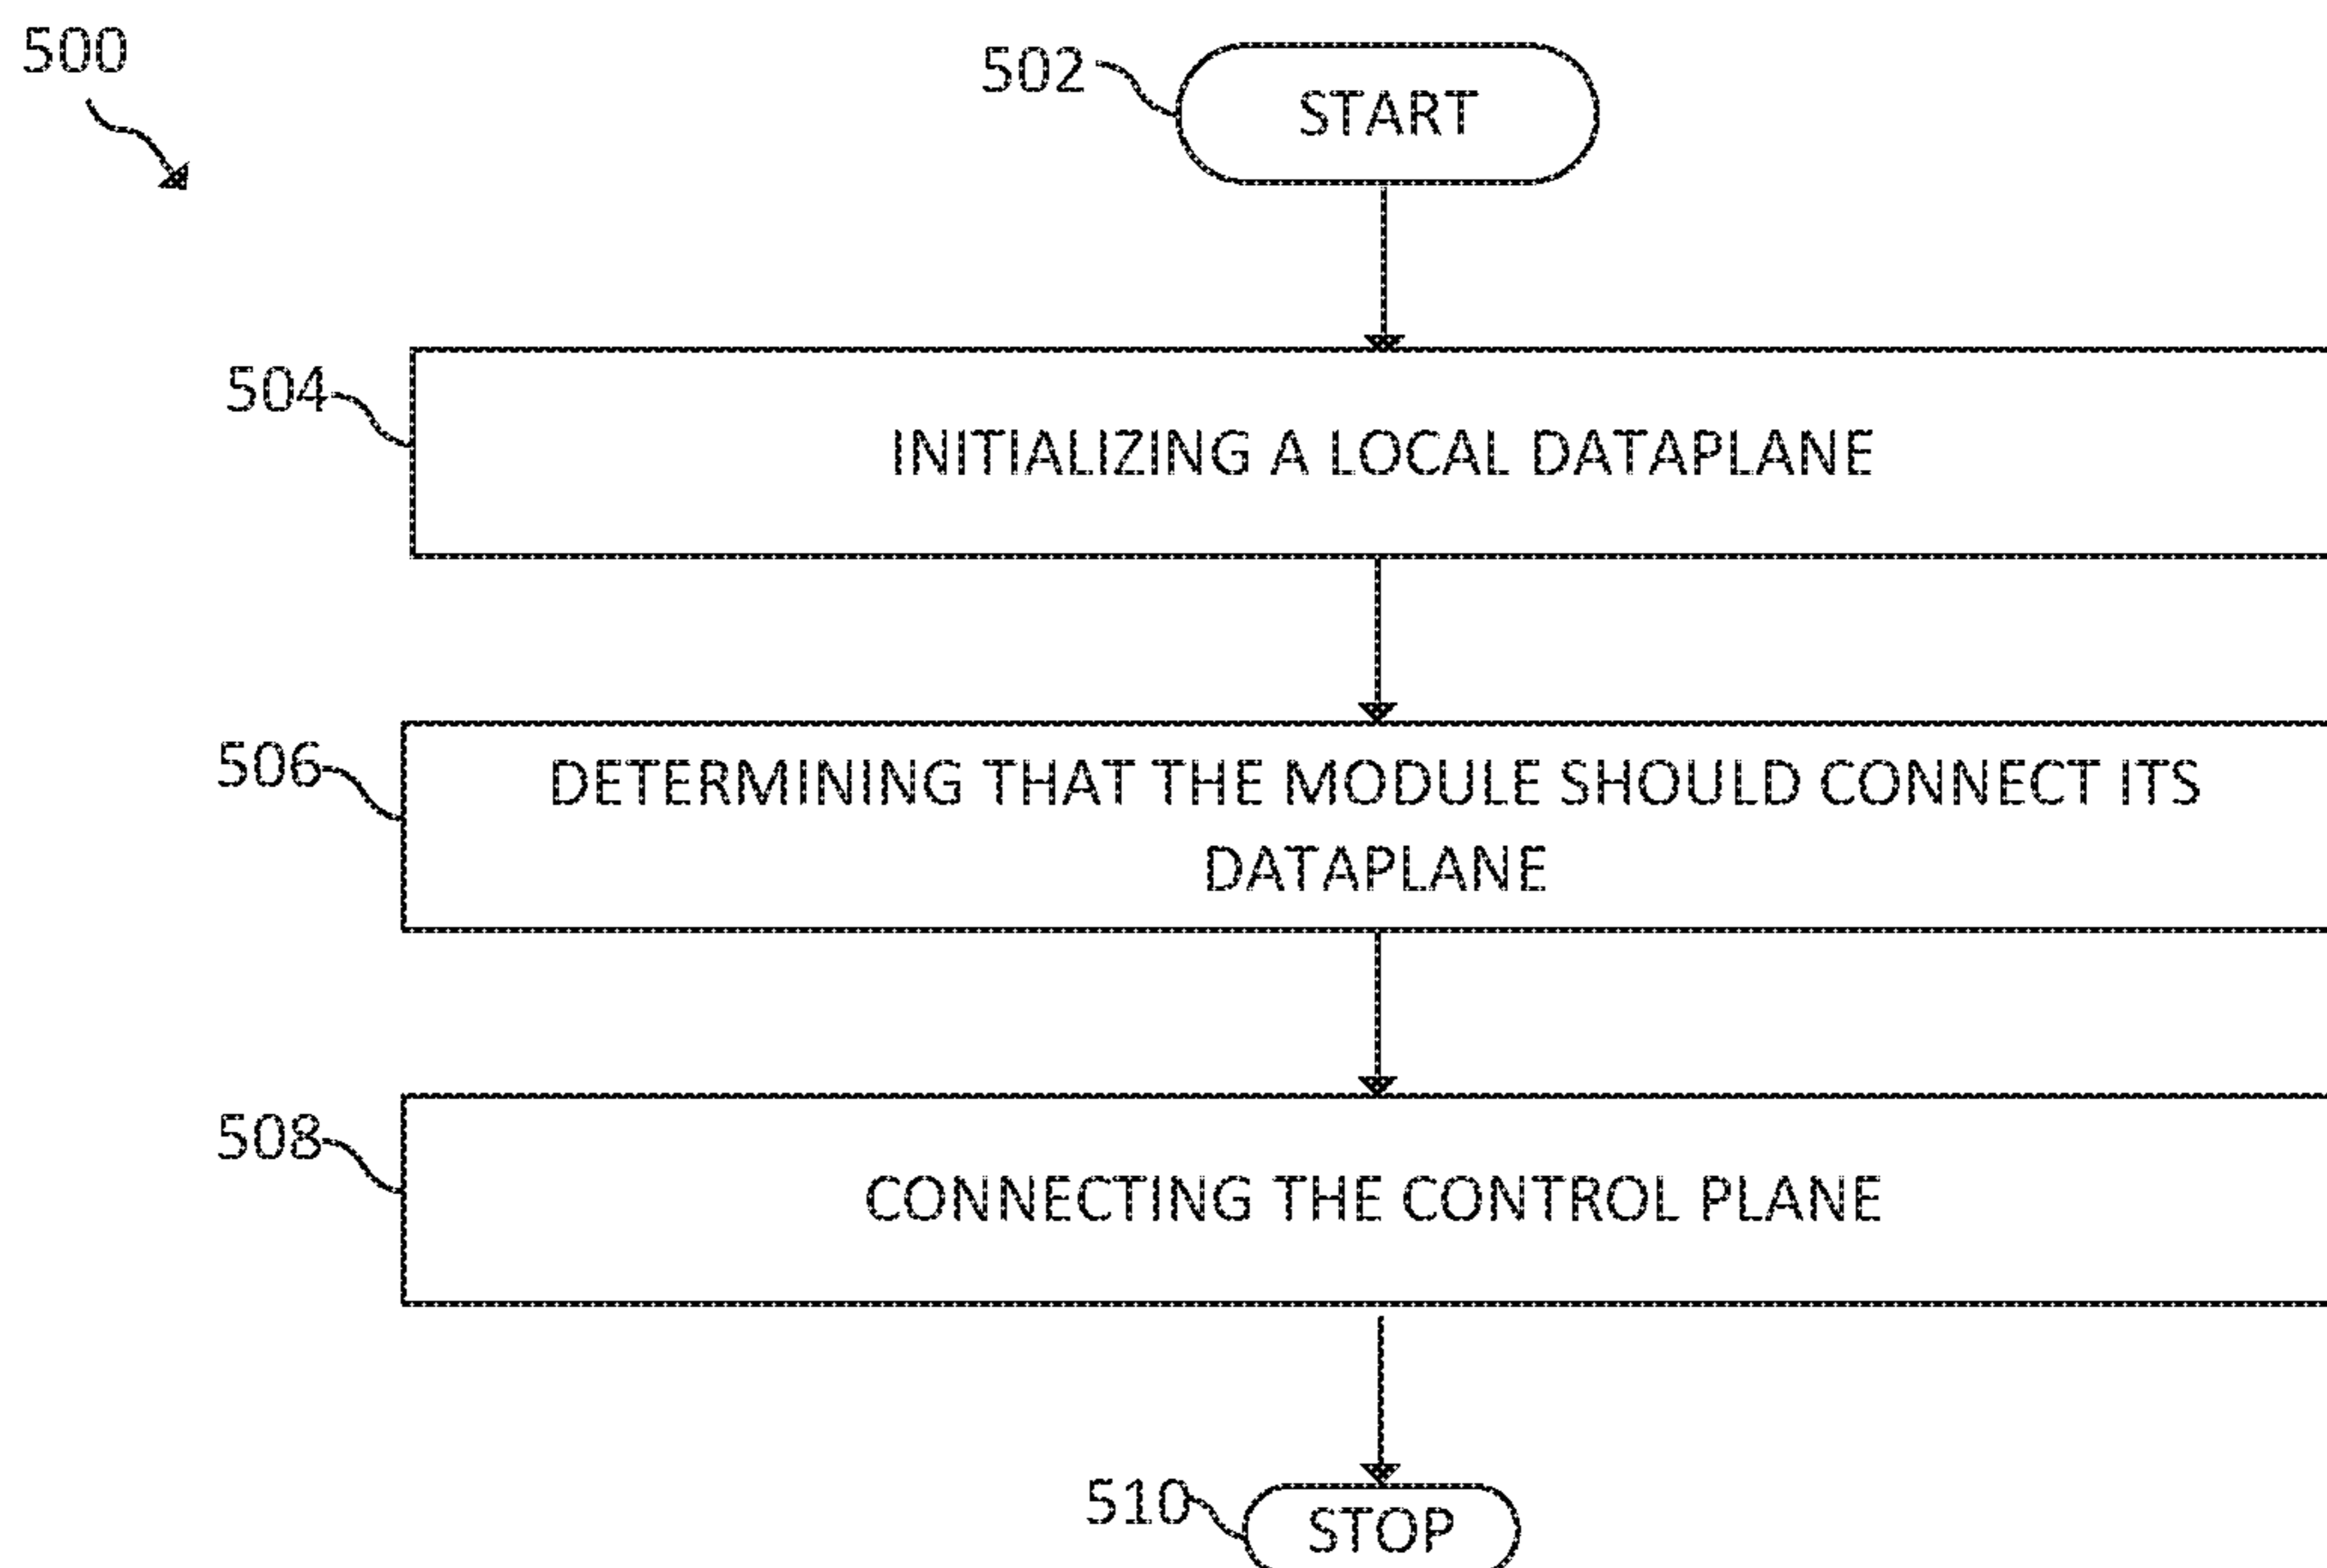 500
502
START
504
INITIALIZING A LOCAL DATAPLANE
506
DETERMINING THAT THE MODULE SHOULD CONNECT ITS
DATAPLANE
508
CONNECTING THE CONTROL PLANE
510
STOP